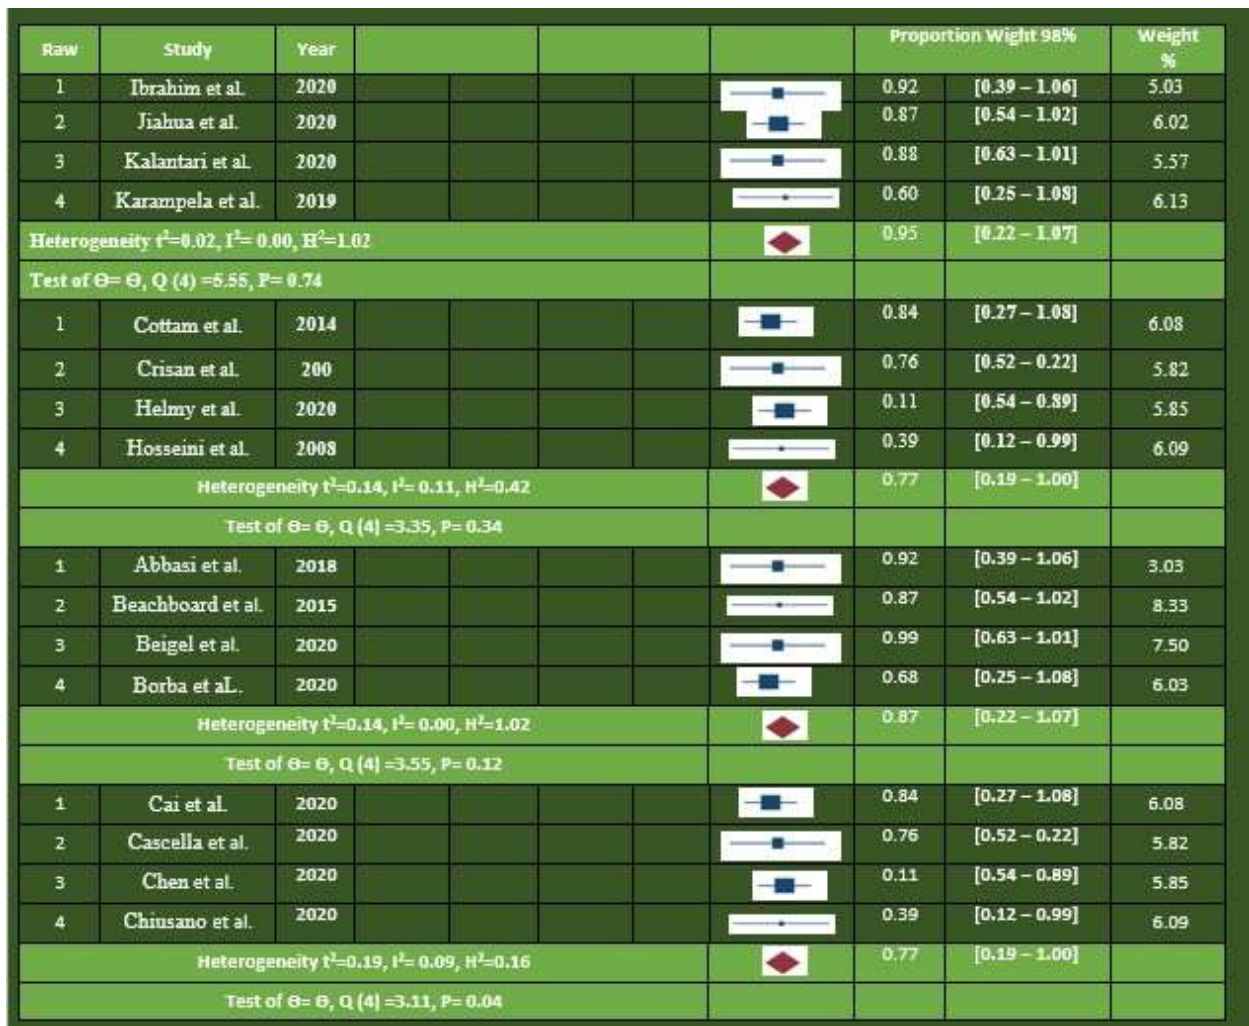 Raw Study Year Proportion Wight 98% Weight %
1 Ibrahim et al. 2020 0.92 [0.39 – 1.06] 5.03
2 Jiahua et al. 2020 0.87 [0.54 – 1.02] 6.02
3 Kalantari et al. 2020 0.88 [0.63 – 1.01] 5.57
4 Karampela et al. 2019 0.60 [0.25 – 1.08] 6.13
Heterogeneity t²=0.02, I²= 0.00, H²=1.02 0.95 [0.22 – 1.07]
Test of Ɵ= Ɵ, Q (4) =5.55, P= 0.74
1 Cottam et al. 2014 0.84 [0.27 – 1.08] 6.08
2 Crisan et al. 200 0.76 [0.52 – 0.22] 5.82
3 Helmy et al. 2020 0.11 [0.54 – 0.89] 5.85
4 Hosseini et al. 2008 0.39 [0.12 – 0.99] 6.09
Heterogeneity t²=0.14, I²= 0.11, H²=0.42 0.77 [0.19 – 1.00]
Test of Ɵ= Ɵ, Q (4) =3.35, P= 0.34
1 Abbasi et al. 2018 0.92 [0.39 – 1.06] 3.03
2 Beachboard et al. 2015 0.87 [0.54 – 1.02] 8.33
3 Beigel et al. 2020 0.99 [0.63 – 1.01] 7.50
4 Borba et aL. 2020 0.68 [0.25 – 1.08] 6.03
Heterogeneity t²=0.14, I²= 0.00, H²=1.02 0.87 [0.22 – 1.07]
Test of Ɵ= Ɵ, Q (4) =3.55, P= 0.12
1 Cai et al. 2020 0.84 [0.27 – 1.08] 6.08
2 Cascella et al. 2020 0.76 [0.52 – 0.22] 5.82
3 Chen et al. 2020 0.11 [0.54 – 0.89] 5.85
4 Chiusano et al. 2020 0.39 [0.12 – 0.99] 6.09
Heterogeneity t²=0.19, I²= 0.09, H²=0.16 0.77 [0.19 – 1.00]
Test of Ɵ= Ɵ, Q (4) =3.11, P= 0.04